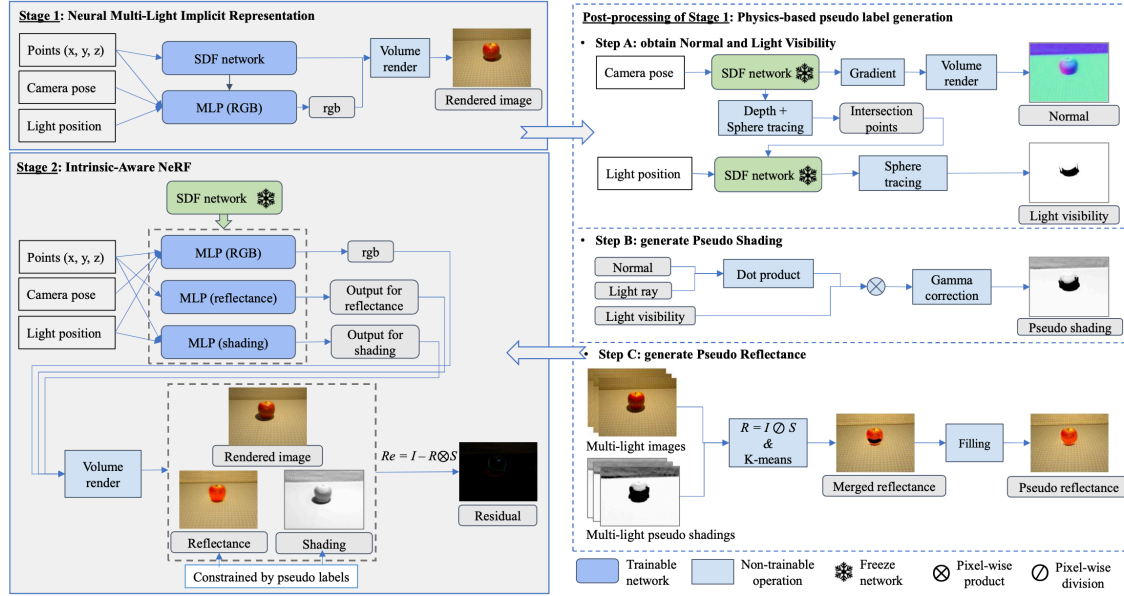 Stage 1: Neural Multi-Light Implicit Representation
Points (x, y, z)
Camera pose
Light position
SDF network
MLP (RGB)
rgb
Volume
render
Rendered image
Stage 2: Intrinsic-Aware NeRF
SDF network
Points (x, y, z)
Camera pose
Light position
MLP (RGB)
MLP (reflectance)
MLP (shading)
rgb
Output for
reflectance
Output for
shading
Volume
render
Rendered image
Reflectance
Shading
Constrained by pseudo labels
Re = I – R⊗S
Residual
Post-processing of Stage 1: Physics-based pseudo label generation
• Step A: obtain Normal and Light Visibility
Camera pose
SDF network
Gradient
Volume
render
Normal
Depth +
Sphere tracing
Intersection
points
Light position
SDF network
Sphere
tracing
Light visibility
• Step B: generate Pseudo Shading
Normal
Light ray
Light visibility
Dot product
Gamma
correction
Pseudo shading
• Step C: generate Pseudo Reflectance
Multi-light images
Multi-light pseudo shadings
R = I ⊘ S
&
K-means
Merged reflectance
Filling
Pseudo reflectance
Trainable
network
Non-trainable
operation
Freeze
network
Pixel-wise
product
Pixel-wise
division